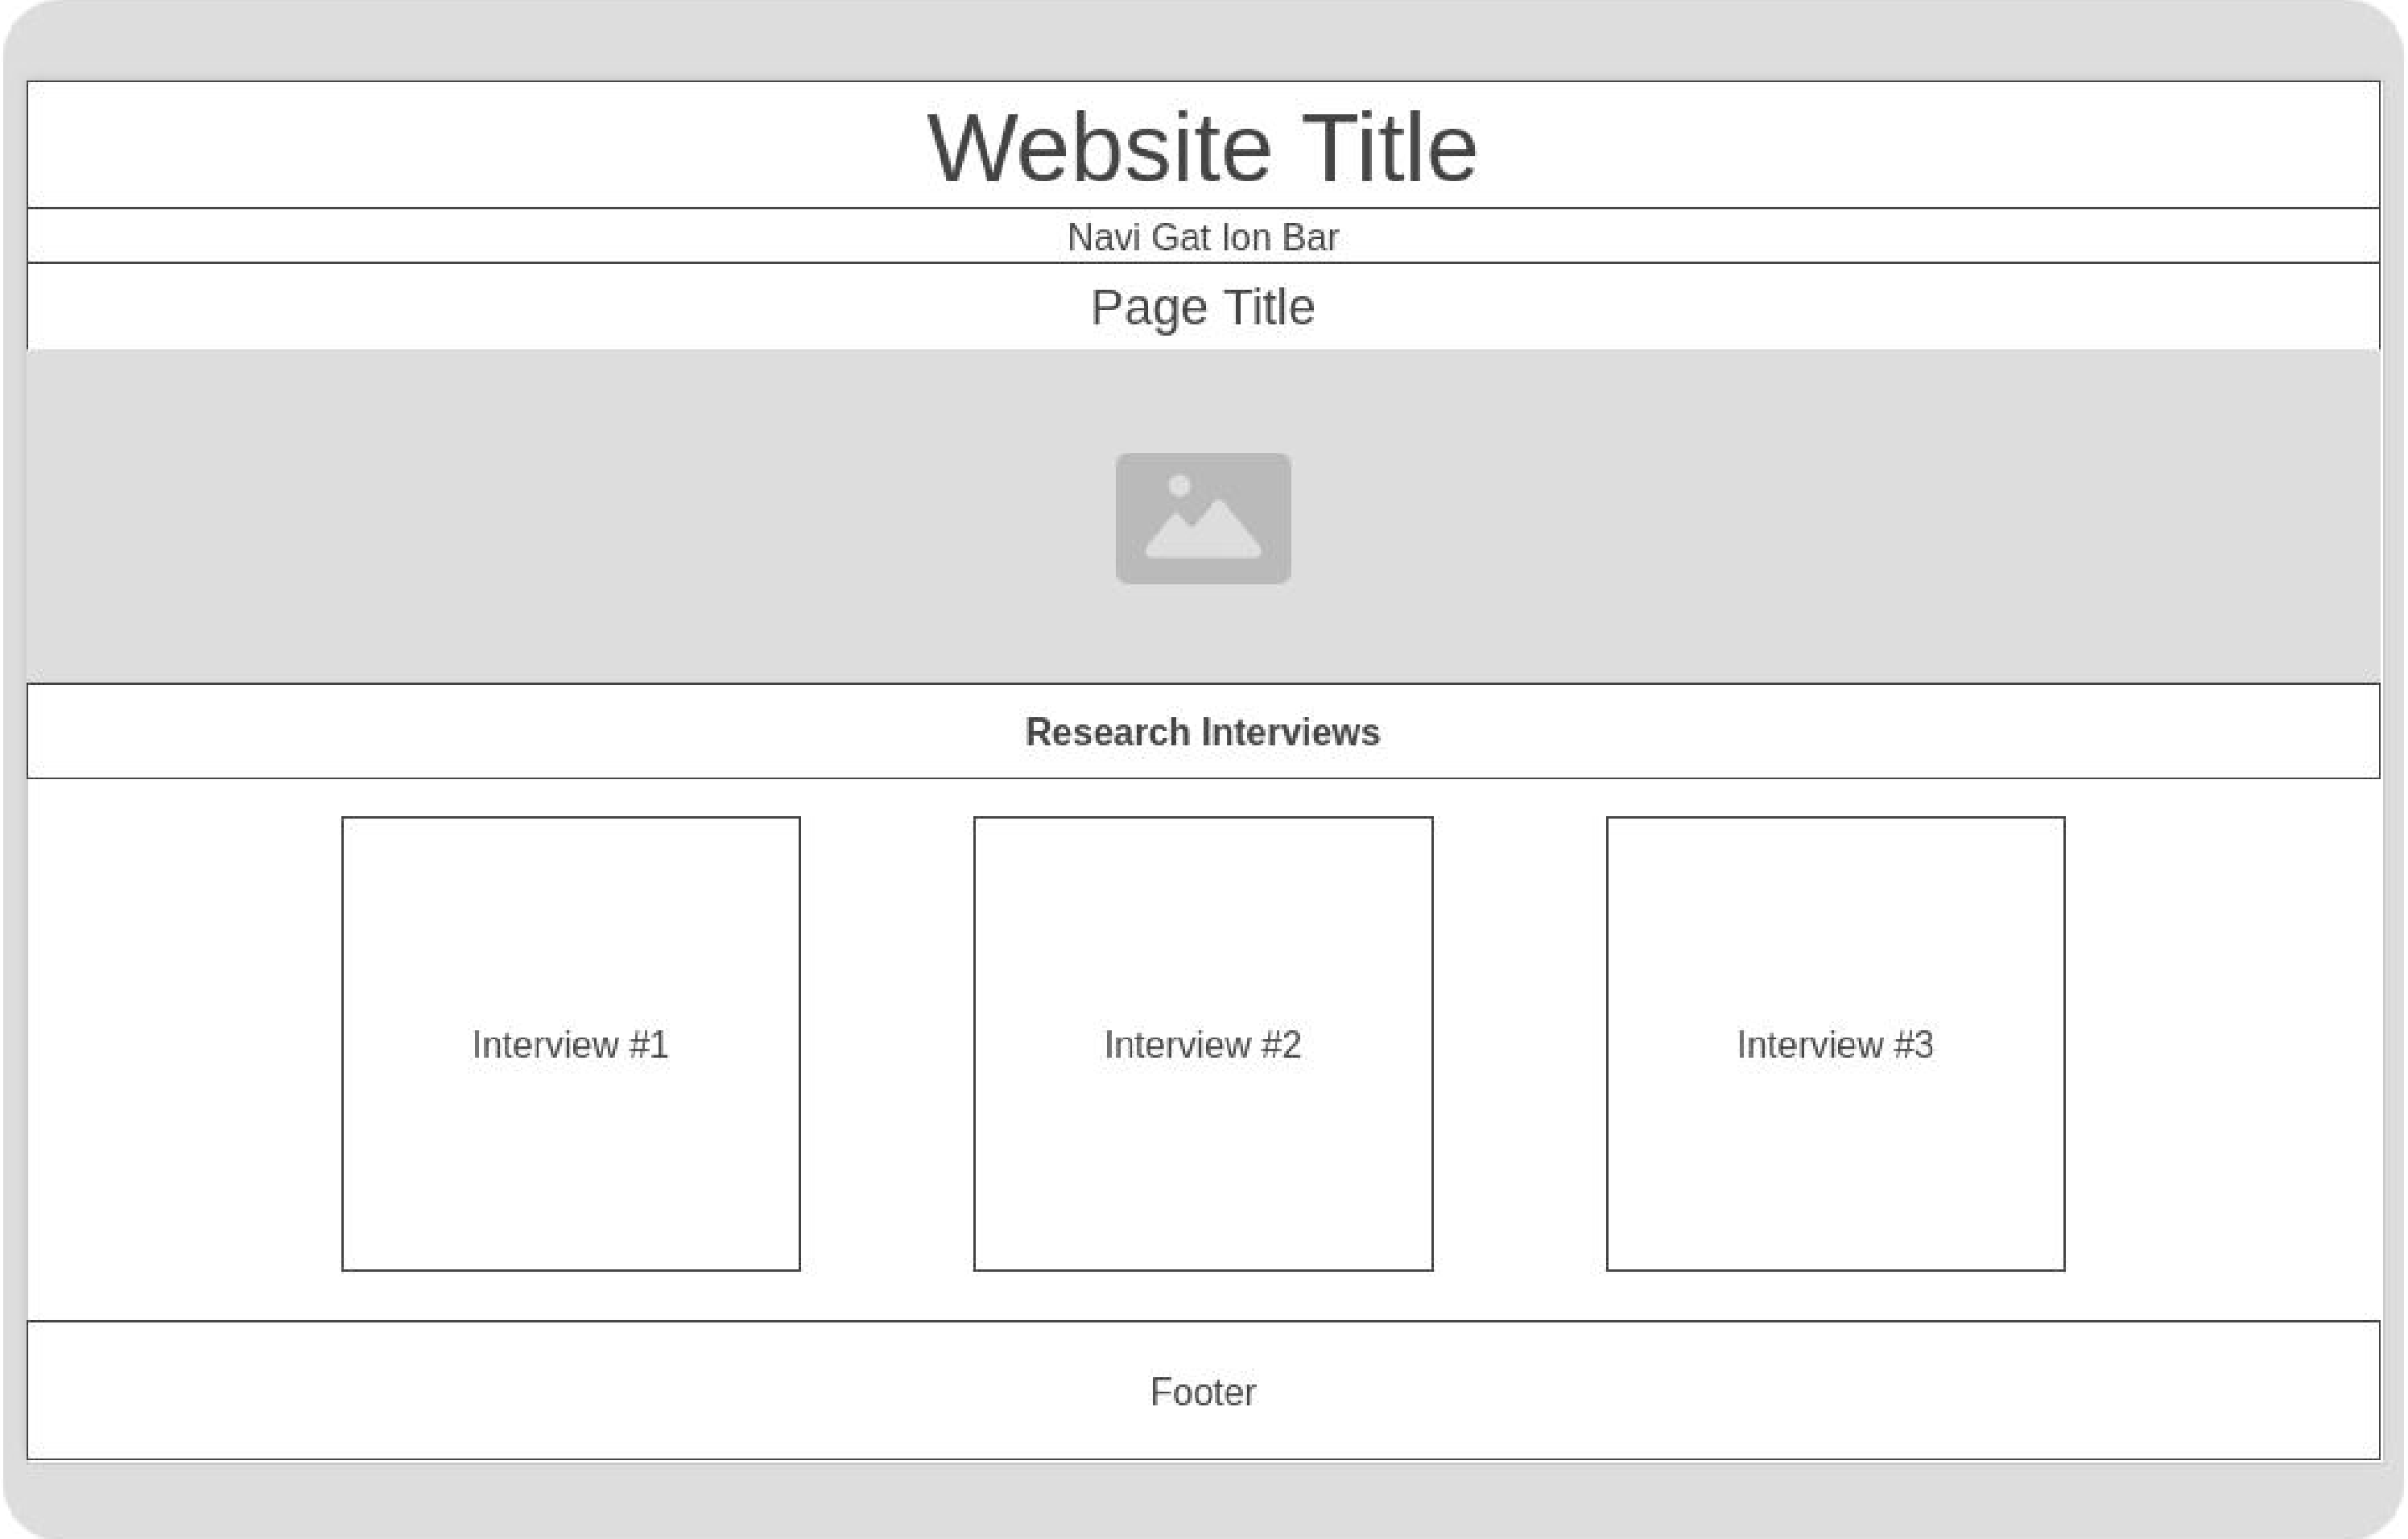 Website Title
Navi Gat Ion Bar
Page Title
Research Interviews
Interview #1
Interview #2
Interview #3
Footer